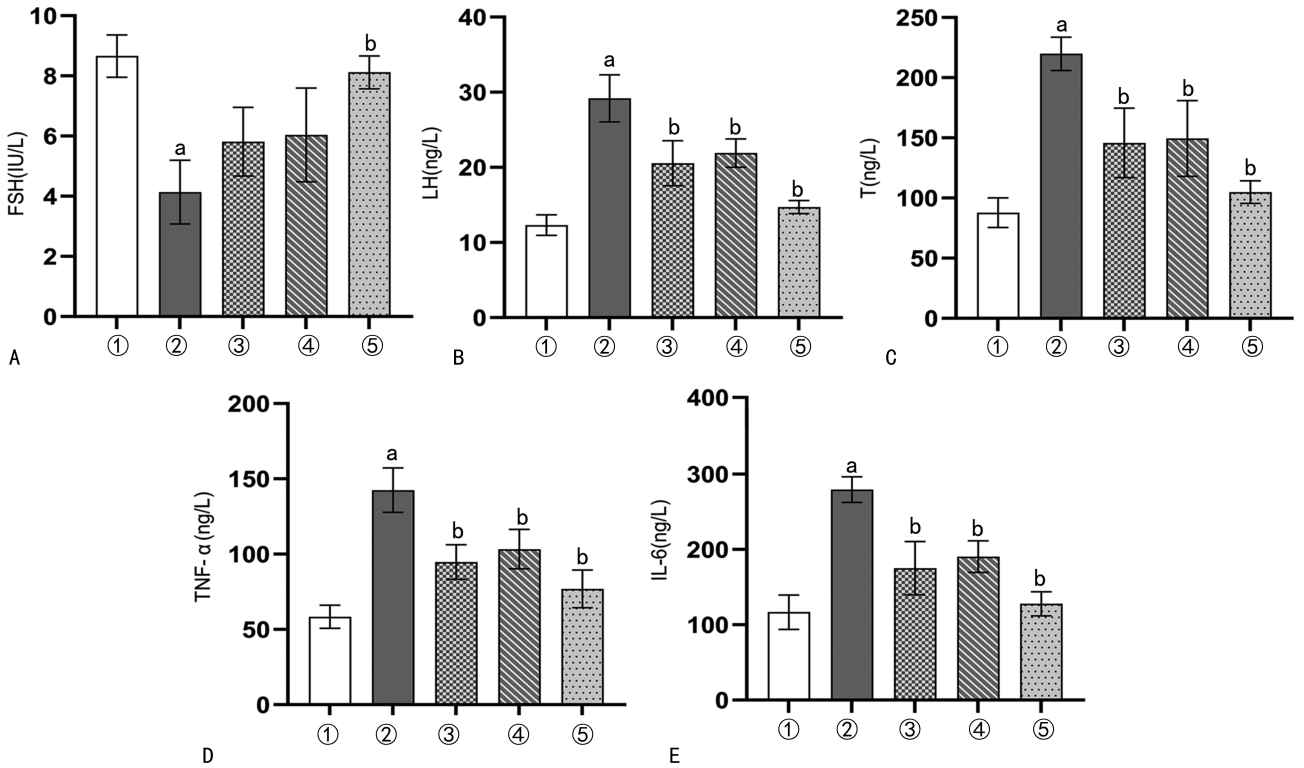 10
8
6
4
2
0
FSH(IU/L)
a
b
① ② ③ ④ ⑤
A
40
30
20
10
0
LH(ng/L)
a
b
b
b
① ② ③ ④ ⑤
B
250
200
150
100
50
0
T(ng/L)
a
b
b
b
① ② ③ ④ ⑤
C
200
150
100
50
0
TNF-α(ng/L)
a
b
b
b
① ② ③ ④ ⑤
D
400
300
200
100
0
IL-6(ng/L)
a
b
b
b
① ② ③ ④ ⑤
E